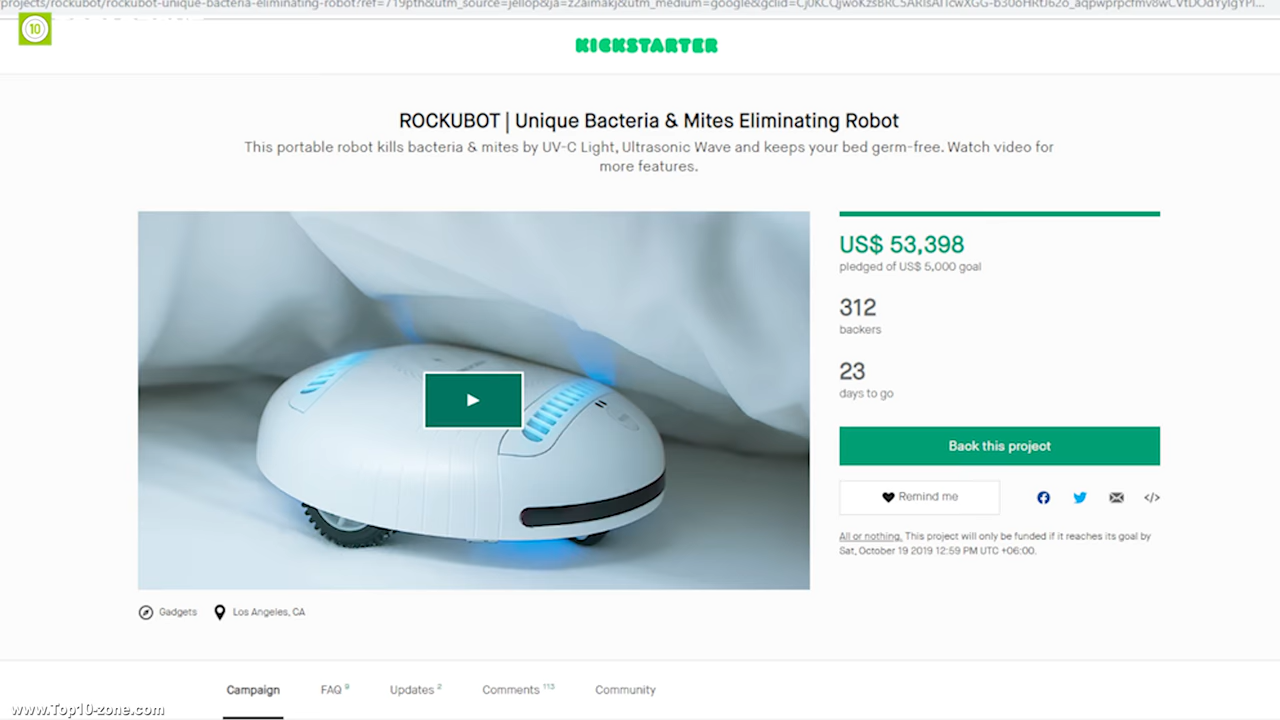 10
KICKSTARTER
ROCKUBOT | Unique Bacteria & Mites Eliminating Robot
This portable robot kills bacteria & mites by UV-C Light, Ultrasonic Wave and keeps your bed germ-free. Watch video for
more features.
US$ 53,398
pledged of US$ 5,000 goal
312
backers
23
days to go
Back this project
Remind me
</>
All or nothing. This project will only be funded if it reaches its goal by
Sat, October 19 2019 12:59 PM UTC +06:00.
Gadgets Los Angeles, CA
Campaign FAQ 9 Updates 2 Comments 113 Community
www.Top10-zone.com